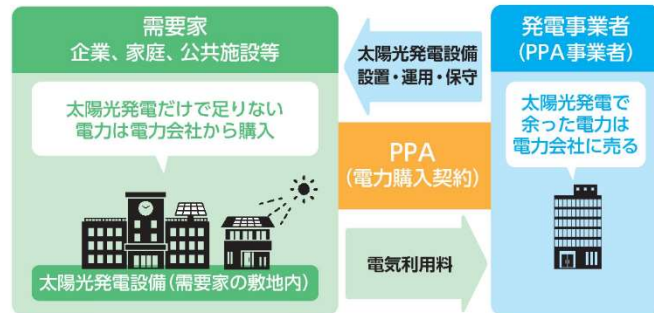 需要家
企業、家庭、公共施設等
太陽光発電だけで足りない
電力は電力会社から購入
太陽光発電設備(需要家の敷地内)
太陽光発電設備
設置・運用・保守
PPA
(電力購入契約)
電気利用料
発電事業者
(PPA事業者)
太陽光発電で
余った電力は
電力会社に売る